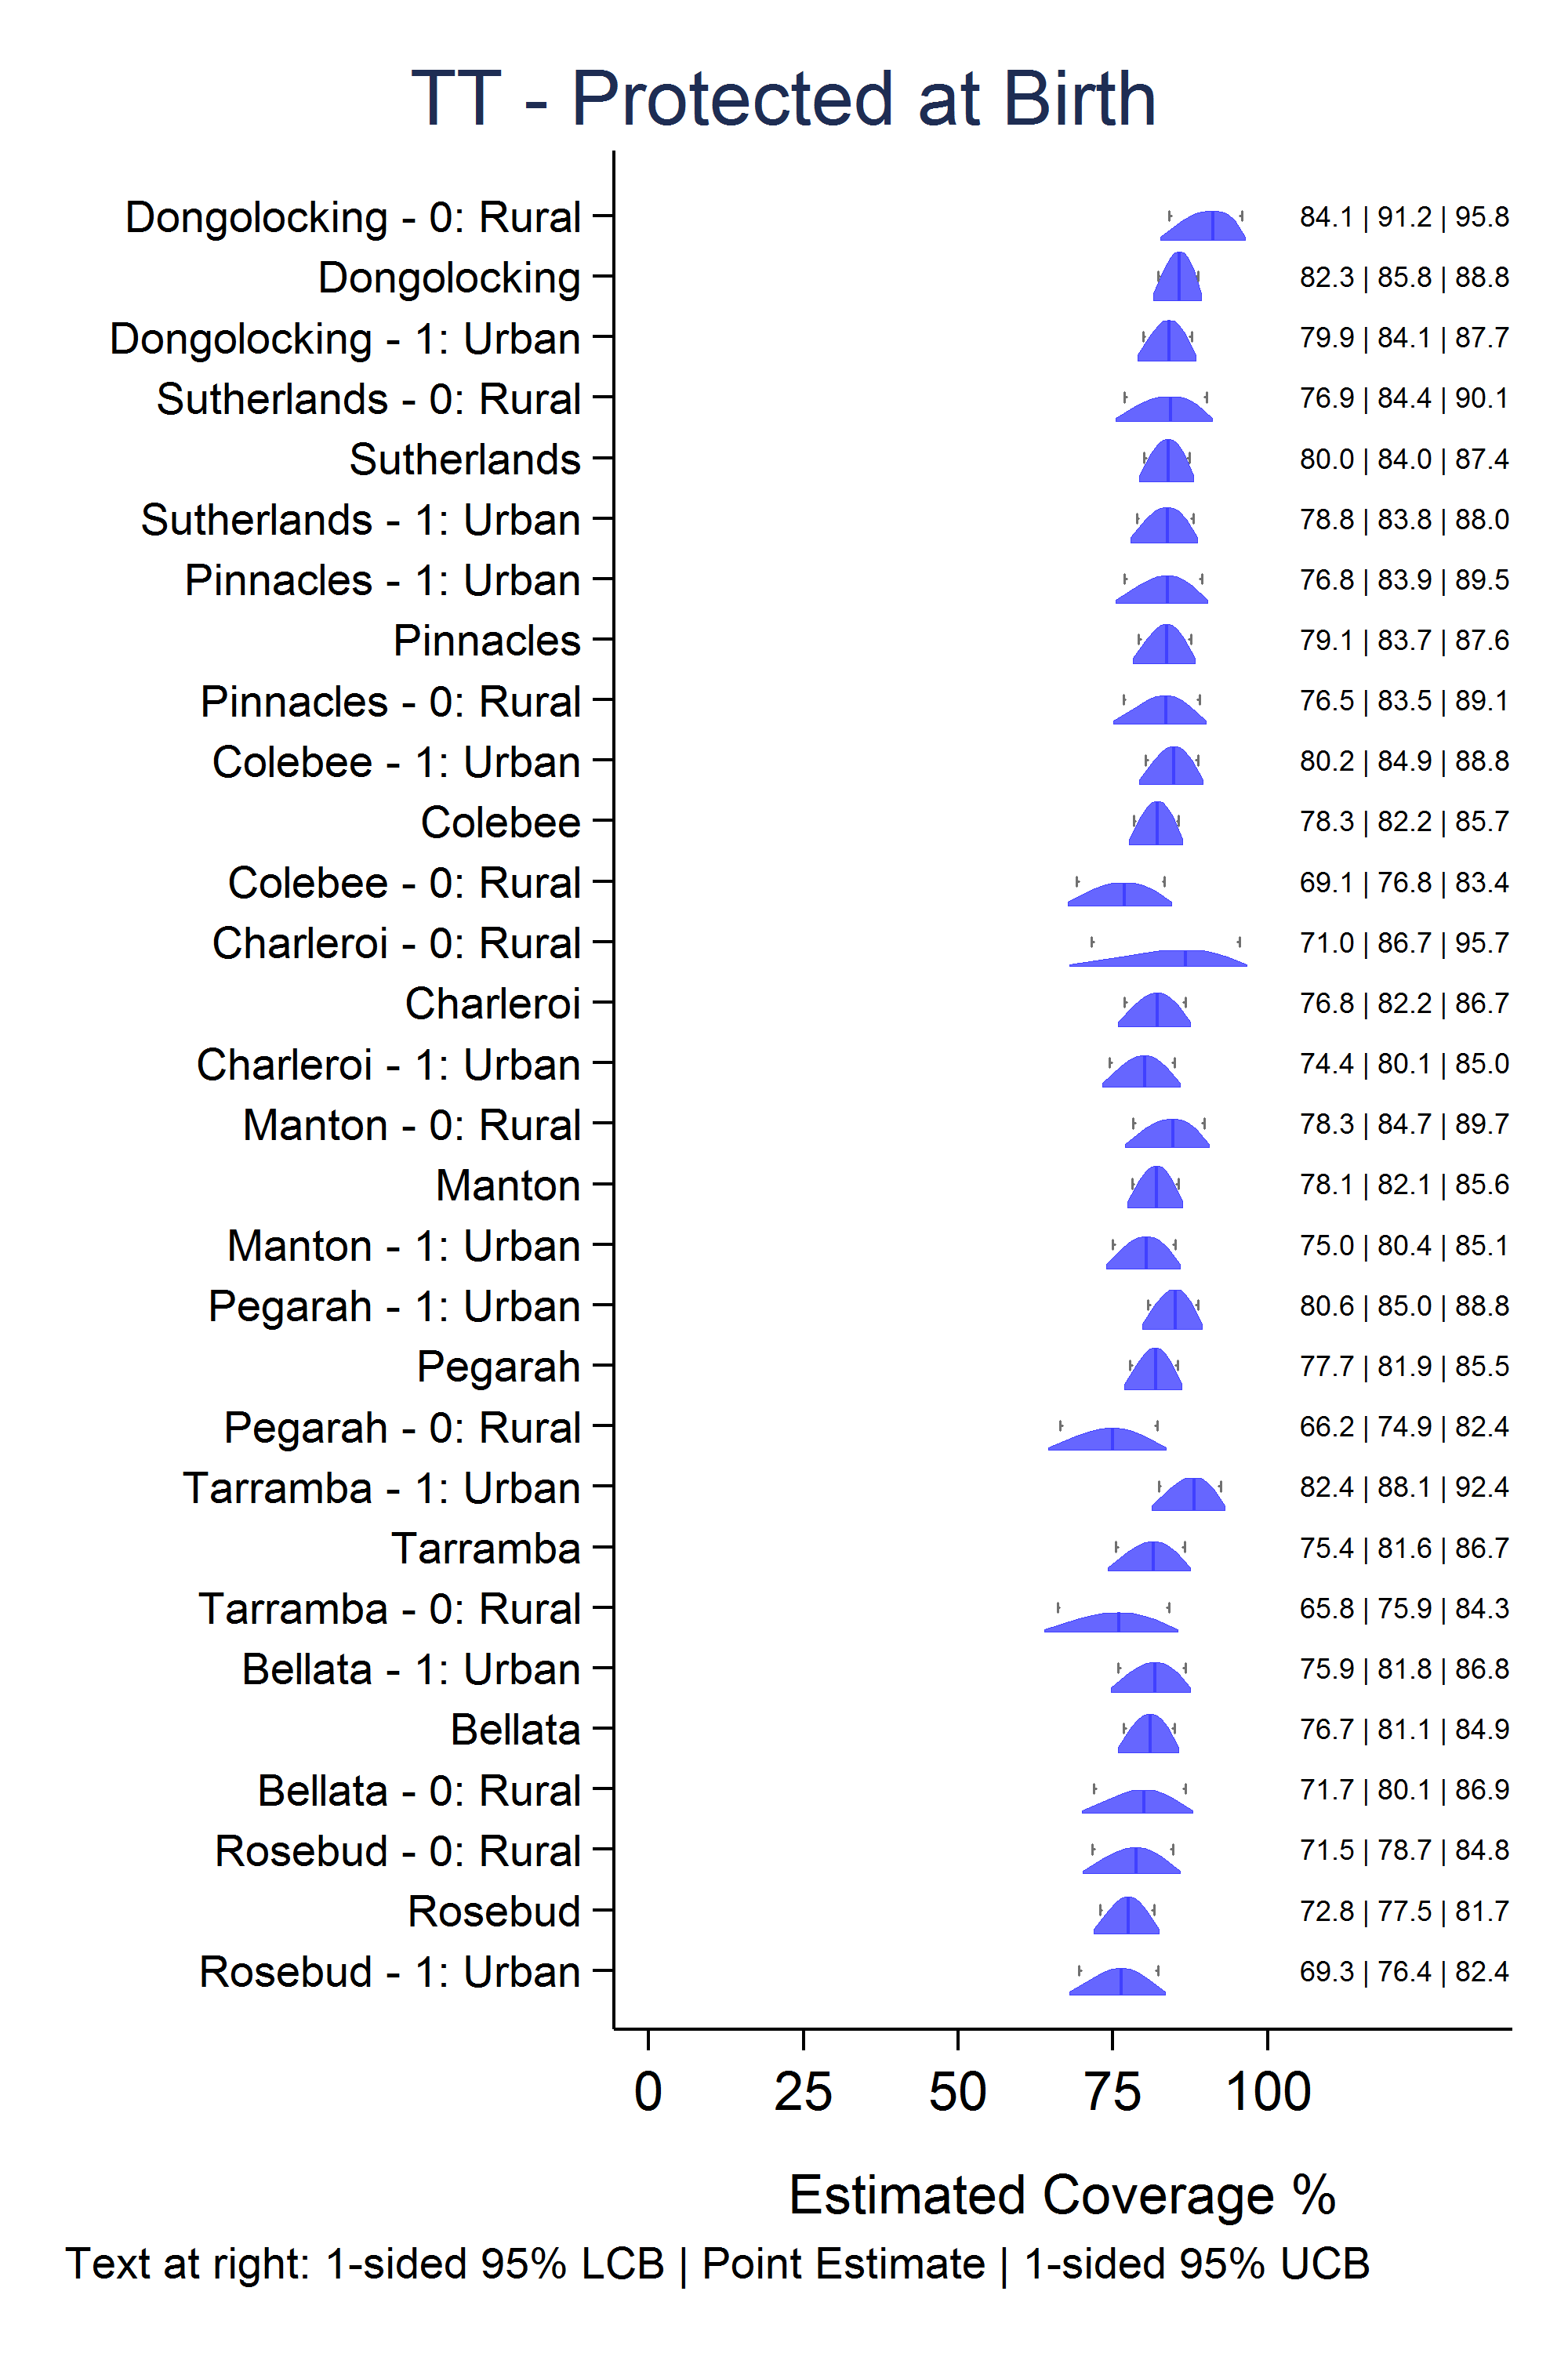 TT - Protected at Birth
Dongolocking - 0: Rural 84.1 | 91.2 | 95.8
Dongolocking 82.3 | 85.8 | 88.8
Dongolocking - 1: Urban 79.9 | 84.1 | 87.7
Sutherlands - 0: Rural 76.9 | 84.4 | 90.1
Sutherlands 80.0 | 84.0 | 87.4
Sutherlands - 1: Urban 78.8 | 83.8 | 88.0
Pinnacles - 1: Urban 76.8 | 83.9 | 89.5
Pinnacles 79.1 | 83.7 | 87.6
Pinnacles - 0: Rural 76.5 | 83.5 | 89.1
Colebee - 1: Urban 80.2 | 84.9 | 88.8
Colebee 78.3 | 82.2 | 85.7
Colebee - 0: Rural 69.1 | 76.8 | 83.4
Charleroi - 0: Rural 71.0 | 86.7 | 95.7
Charleroi 76.8 | 82.2 | 86.7
Charleroi - 1: Urban 74.4 | 80.1 | 85.0
Manton - 0: Rural 78.3 | 84.7 | 89.7
Manton 78.1 | 82.1 | 85.6
Manton - 1: Urban 75.0 | 80.4 | 85.1
Pegarah - 1: Urban 80.6 | 85.0 | 88.8
Pegarah 77.7 | 81.9 | 85.5
Pegarah - 0: Rural 66.2 | 74.9 | 82.4
Tarramba - 1: Urban 82.4 | 88.1 | 92.4
Tarramba 75.4 | 81.6 | 86.7
Tarramba - 0: Rural 65.8 | 75.9 | 84.3
Bellata - 1: Urban 75.9 | 81.8 | 86.8
Bellata 76.7 | 81.1 | 84.9
Bellata - 0: Rural 71.7 | 80.1 | 86.9
Rosebud - 0: Rural 71.5 | 78.7 | 84.8
Rosebud 72.8 | 77.5 | 81.7
Rosebud - 1: Urban 69.3 | 76.4 | 82.4
0 25 50 75 100
Estimated Coverage %
Text at right: 1-sided 95% LCB | Point Estimate | 1-sided 95% UCB